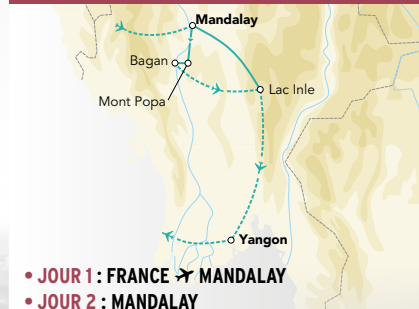 Mandalay
Bagan
Lac Inle
Mont Popa
Yangon
• JOUR 1 : FRANCE ✈ MANDALAY
• JOUR 2 : MANDALAY